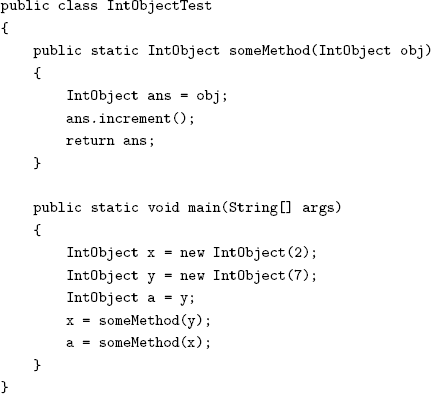 public class IntObjectTest
{
    public static IntObject someMethod(IntObject obj)
    {
        IntObject ans = obj;
        ans.increment();
        return ans;
    }

    public static void main(String[] args)
    {
        IntObject x = new IntObject(2);
        IntObject y = new IntObject(7);
        IntObject a = y;
        x = someMethod(y);
        a = someMethod(x);
    }
}